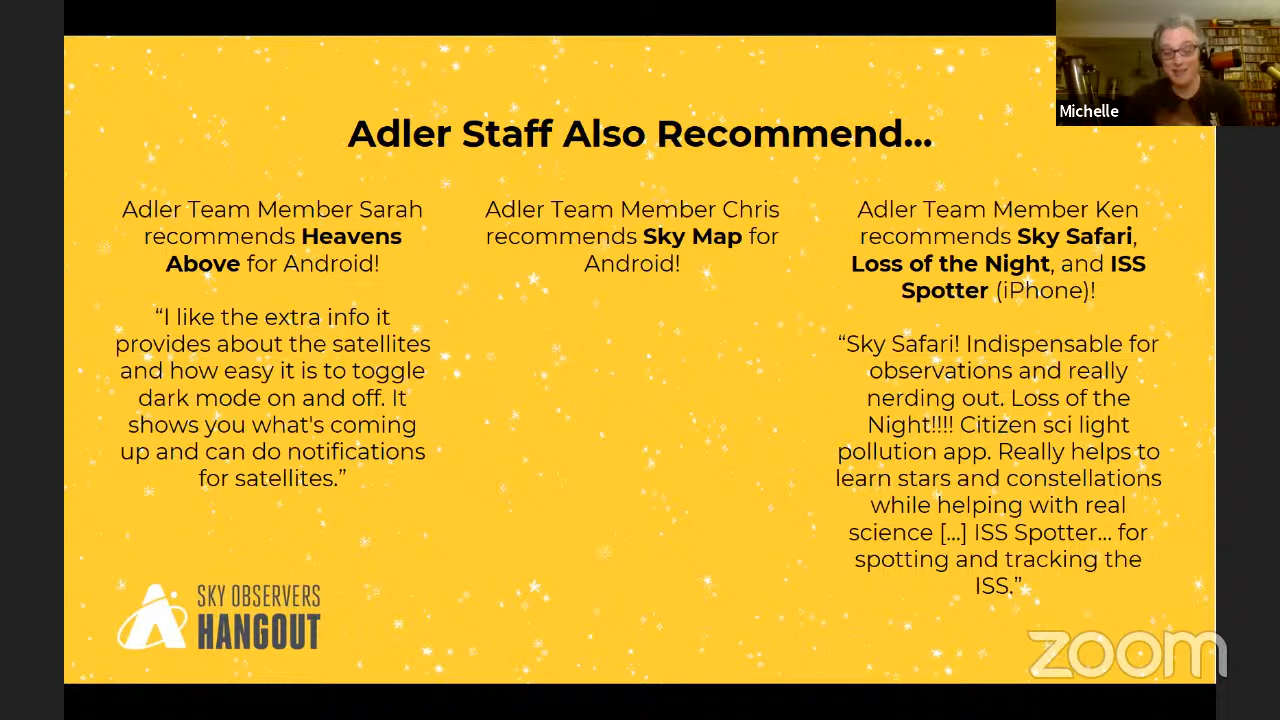 Michelle
Adler Staff Also Recommend...
Adler Team Member Sarah
recommends Heavens
Above for Android!
“I like the extra info it
provides about the satellites
and how easy it is to toggle
dark mode on and off. It
shows you what's coming
up and can do notifications
for satellites.”
Adler Team Member Chris
recommends Sky Map for
Android!
Adler Team Member Ken
recommends Sky Safari,
Loss of the Night, and ISS
Spotter (iPhone)!
“Sky Safari! Indispensable for
observations and really
nerding out. Loss of the
Night!!!! Citizen sci light
pollution app. Really helps to
learn stars and constellations
while helping with real
science [...] ISS Spotter... for
spotting and tracking the
ISS.”
SKY OBSERVERS
HANGOUT
zoom